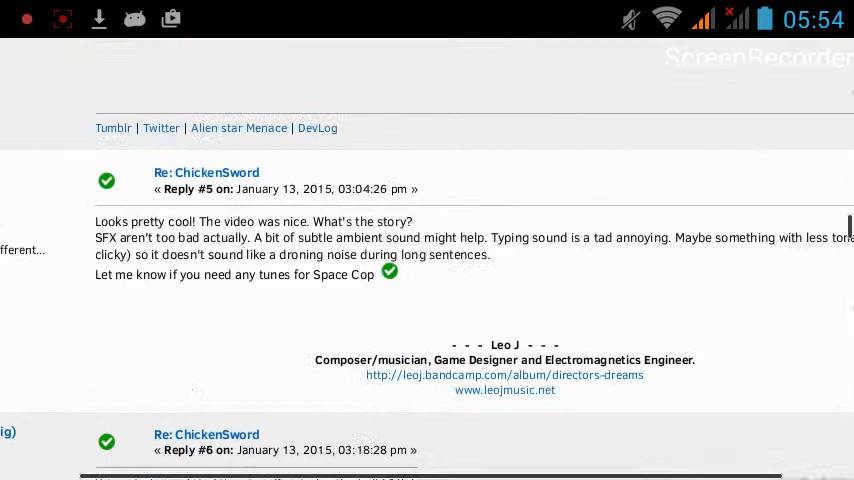 05:54
ScreenRecorder
Tumblr | Twitter | Alien star Menace | DevLog
Re: ChickenSword
« Reply #5 on: January 13, 2015, 03:04:26 pm »
Looks pretty cool! The video was nice. What's the story?
SFX aren't too bad actually. A bit of subtle ambient sound might help. Typing sound is a tad annoying. Maybe something with less
fferent...
clicky) so it doesn't sound like a droning noise during long sentences.
Let me know if you need any tunes for Space Cop
- - - Leo J - - -
Composer/musician, Game Designer and Electromagnetics Engineer.
http://leoj.bandcamp.com/album/directors-dreams
www.leojmusic.net
ig)
Re: ChickenSword
« Reply #6 on: January 13, 2015, 03:18:28 pm »